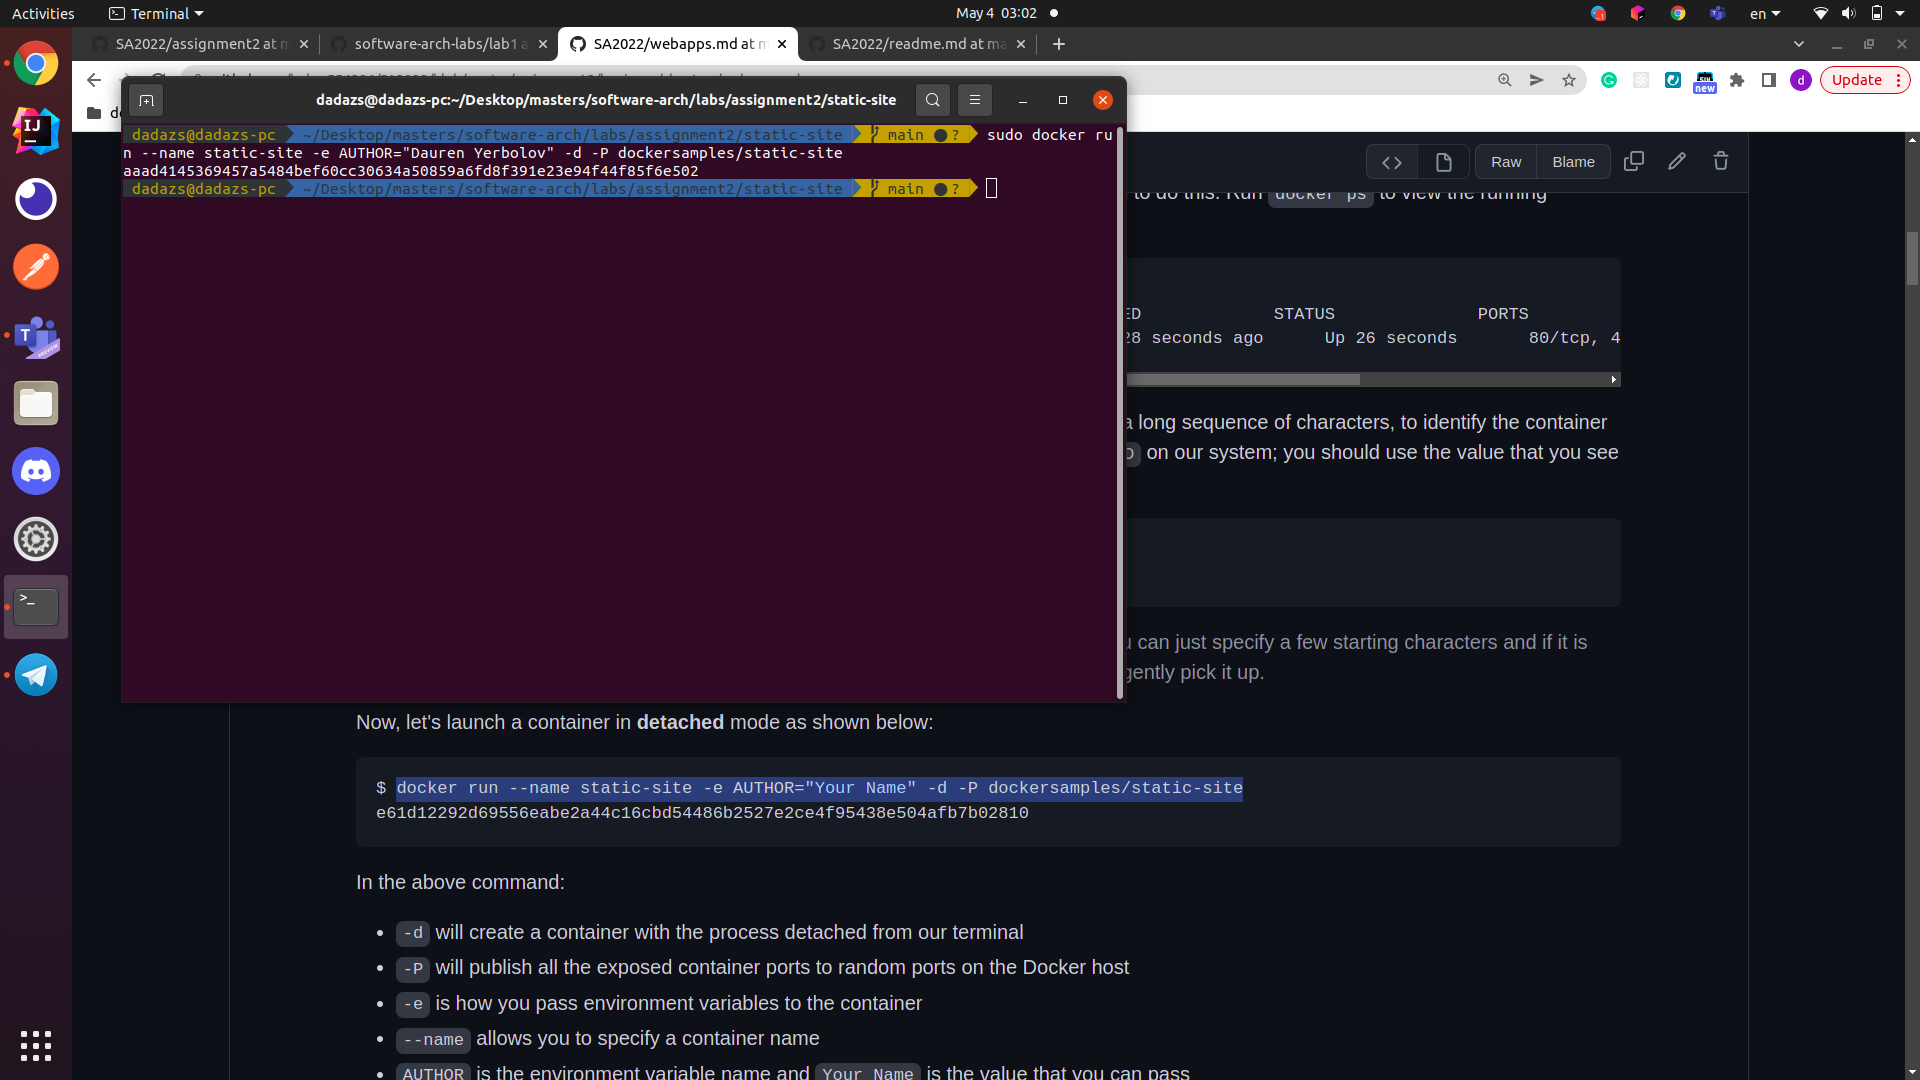 Activities Terminal May 4 03:02 en
SA2022/assignment2 at m software-arch-labs/lab1 a SA2022/webapps.md at m SA2022/readme.md at ma
new d Update
dadazs@dadazs-pc:~/Desktop/masters/software-arch/labs/assignment2/static-site
dadazs@dadazs-pc ~/Desktop/masters/software-arch/labs/assignment2/static-site main ●? sudo docker ru
n --name static-site -e AUTHOR="Dauren Yerbolov" -d -P dockersamples/static-site
aaad4145369457a5484bef60cc30634a50859a6fd8f391e23e94f44f85f6e502
dadazs@dadazs-pc ~/Desktop/masters/software-arch/labs/assignment2/static-site main ●?
Raw Blame
to do this. Run docker ps to view the running
ED STATUS PORTS
28 seconds ago Up 26 seconds 80/tcp, 4
a long sequence of characters, to identify the container
on our system; you should use the value that you see
can just specify a few starting characters and if it is
gently pick it up.
Now, let's launch a container in detached mode as shown below:
$ docker run --name static-site -e AUTHOR="Your Name" -d -P dockersamples/static-site
e61d12292d69556eabe2a44c16cbd54486b2527e2ce4f95438e504afb7b02810
In the above command:
• -d will create a container with the process detached from our terminal
• -P will publish all the exposed container ports to random ports on the Docker host
• -e is how you pass environment variables to the container
• --name allows you to specify a container name
• AUTHOR is the environment variable name and Your Name is the value that you can pass